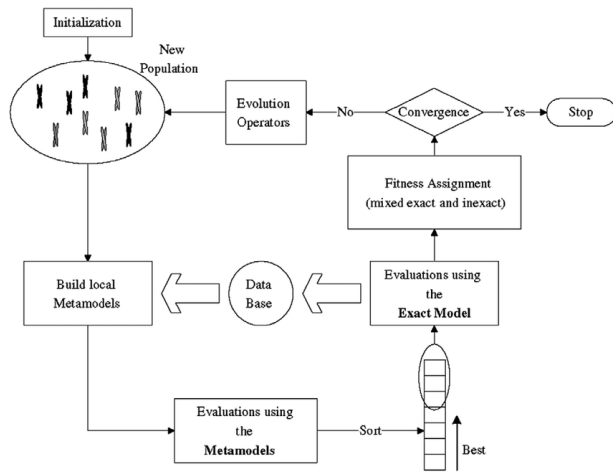 Initialization
New
Population
Evolution
Operators
No
Convergence
Yes
Stop
Fitness Assignment
(mixed exact and inexact)
Build local
Metamodels
Data
Base
Evaluations using
the
Exact Model
Evaluations using
the
Metamodels
Sort
Best